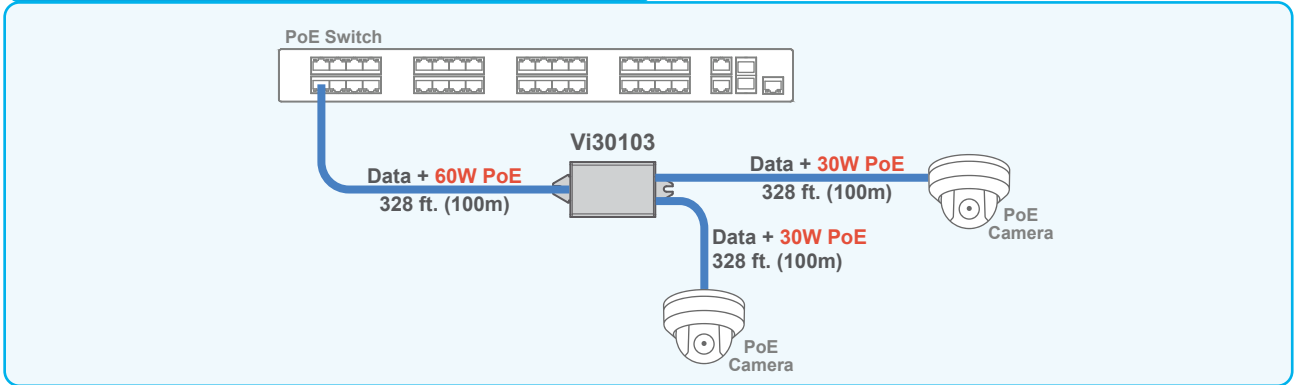 PoE Switch
Vi30103
Data + 60W PoE
328 ft. (100m)
Data + 30W PoE
328 ft. (100m)
PoE
Camera
Data + 30W PoE
328 ft. (100m)
PoE
Camera